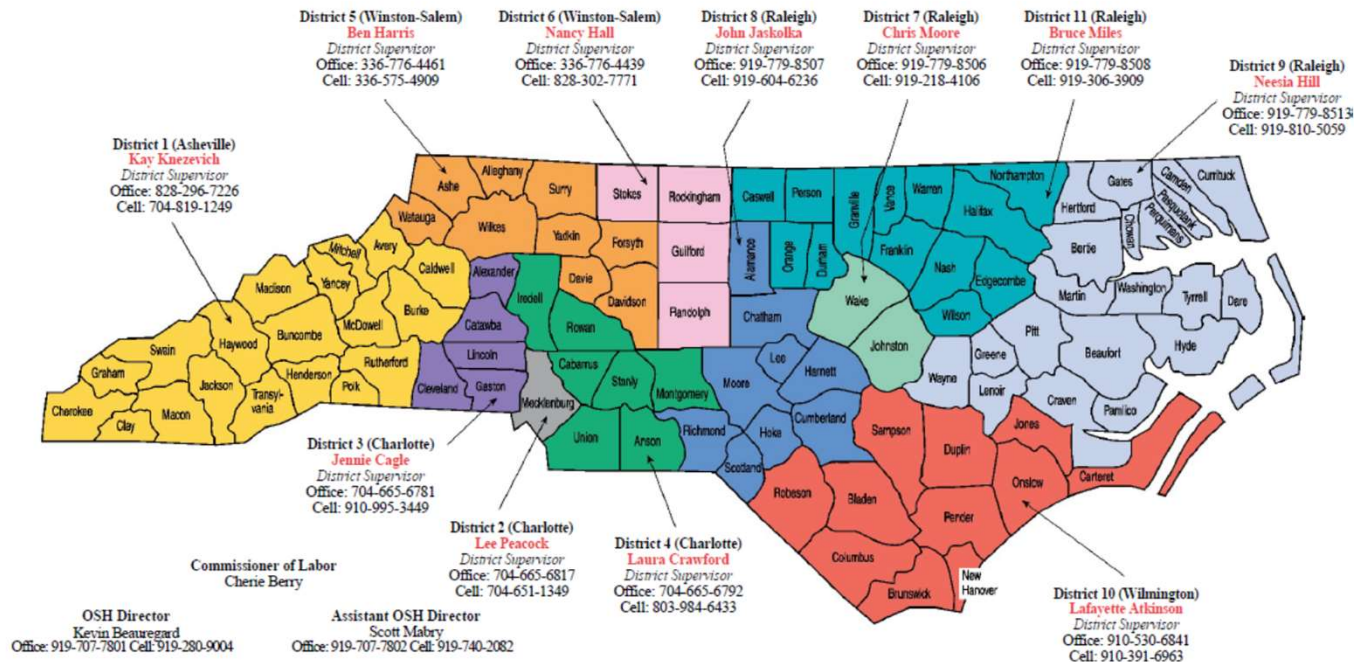 District 5 (Winston-Salem)
Ben Harris
District Supervisor
Office: 336-776-4461
Cell: 336-575-4909
District 6 (Winston-Salem)
Nancy Hall
District Supervisor
Office: 336-776-4439
Cell: 828-302-7771
District 8 (Raleigh)
John Jaskolka
District Supervisor
Office: 919-779-8507
Cell: 919-604-6236
District 7 (Raleigh)
Chris Moore
District Supervisor
Office: 919-779-8506
Cell: 919-218-4106
District 11 (Raleigh)
Bruce Miles
District Supervisor
Office: 919-779-8508
Cell: 919-306-3909
District 9 (Raleigh)
Neesia Hill
District Supervisor
Office: 919-779-8513
Cell: 919-810-5059
District 1 (Asheville)
Kay Knezevich
District Supervisor
Office: 828-296-7226
Cell: 704-819-1249
Ashe
Alleghany
Surry
Stokes
Rockingham
Caswell
Person
Granville
Vance
Warren
Northampton
Halifax
Hertford
Gates
Camden
Currituck
Pasquotank
Perquimans
Chowan
Bertie
Watauga
Wilkes
Yadkin
Forsyth
Guilford
Alamance
Orange
Durham
Franklin
Nash
Edgecombe
Martin
Washington
Tyrrell
Dare
Mitchell
Avery
Caldwell
Alexander
Iredell
Davie
Davidson
Randolph
Chatham
Wake
Wilson
Pitt
Beaufort
Hyde
Madison
Yancey
McDowell
Burke
Catawba
Rowan
Johnston
Greene
Swain
Haywood
Buncombe
Rutherford
Lincoln
Cabarrus
Stanly
Montgomery
Moore
Lee
Harnett
Wayne
Lenoir
Craven
Pamlico
Graham
Jackson
Henderson
Polk
Cleveland
Gaston
Mecklenburg
Cherokee
Clay
Macon
Transyl-
vania
Union
Anson
Richmond
Hoke
Scotland
Cumberland
Sampson
Duplin
Jones
Onslow
Carteret
Robeson
Bladen
Pender
Columbus
Brunswick
New
Hanover
District 3 (Charlotte)
Jennie Cagle
District Supervisor
Office: 704-665-6781
Cell: 910-995-3449
District 2 (Charlotte)
Lee Peacock
District Supervisor
Office: 704-665-6817
Cell: 704-651-1349
District 4 (Charlotte)
Laura Crawford
District Supervisor
Office: 704-665-6792
Cell: 803-984-6433
District 10 (Wilmington)
Lafayette Atkinson
District Supervisor
Office: 910-530-6841
Cell: 910-391-6963
Commissioner of Labor
Cherie Berry
OSH Director
Kevin Beauregard
Office: 919-707-7801 Cell: 919-280-9004
Assistant OSH Director
Scott Mabry
Office: 919-707-7802 Cell: 919-740-2082